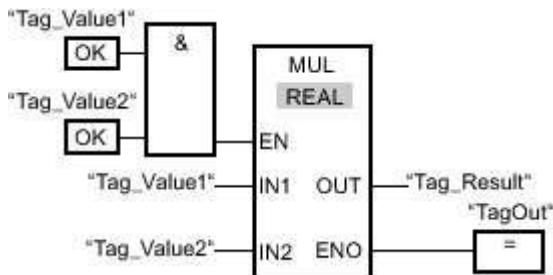 "Tag_Value1"
OK
&
"Tag_Value2"
OK
MUL
REAL
EN
"Tag_Value1" IN1 OUT "Tag_Result"
"TagOut"
"Tag_Value2" IN2 ENO =